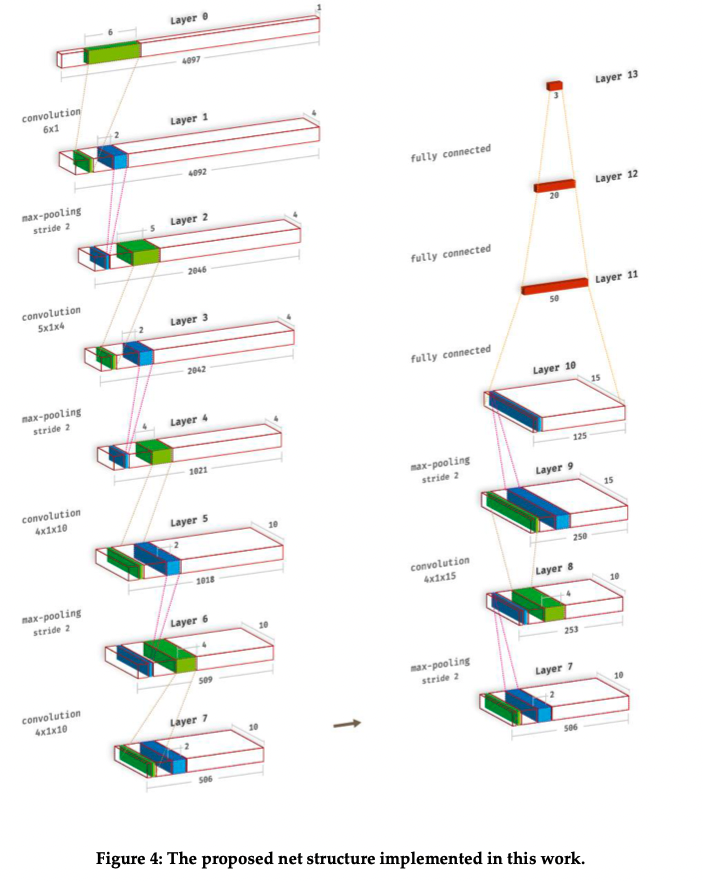 Layer 0
1
6
4097
convolution
6x1
Layer 1
4
2
4092
max-pooling
stride 2
Layer 2
4
5
2046
convolution
5x1x4
Layer 3
4
2
2042
max-pooling
stride 2
Layer 4
4
4
1021
convolution
4x1x10
Layer 5
10
2
1018
max-pooling
stride 2
Layer 6
10
4
509
convolution
4x1x10
Layer 7
10
2
506
Layer 13
3
fully connected
Layer 12
20
fully connected
Layer 11
50
fully connected
Layer 10
15
125
max-pooling
stride 2
Layer 9
15
250
convolution
4x1x15
Layer 8
10
4
253
max-pooling
stride 2
Layer 7
10
2
506
Figure 4: The proposed net structure implemented in this work.